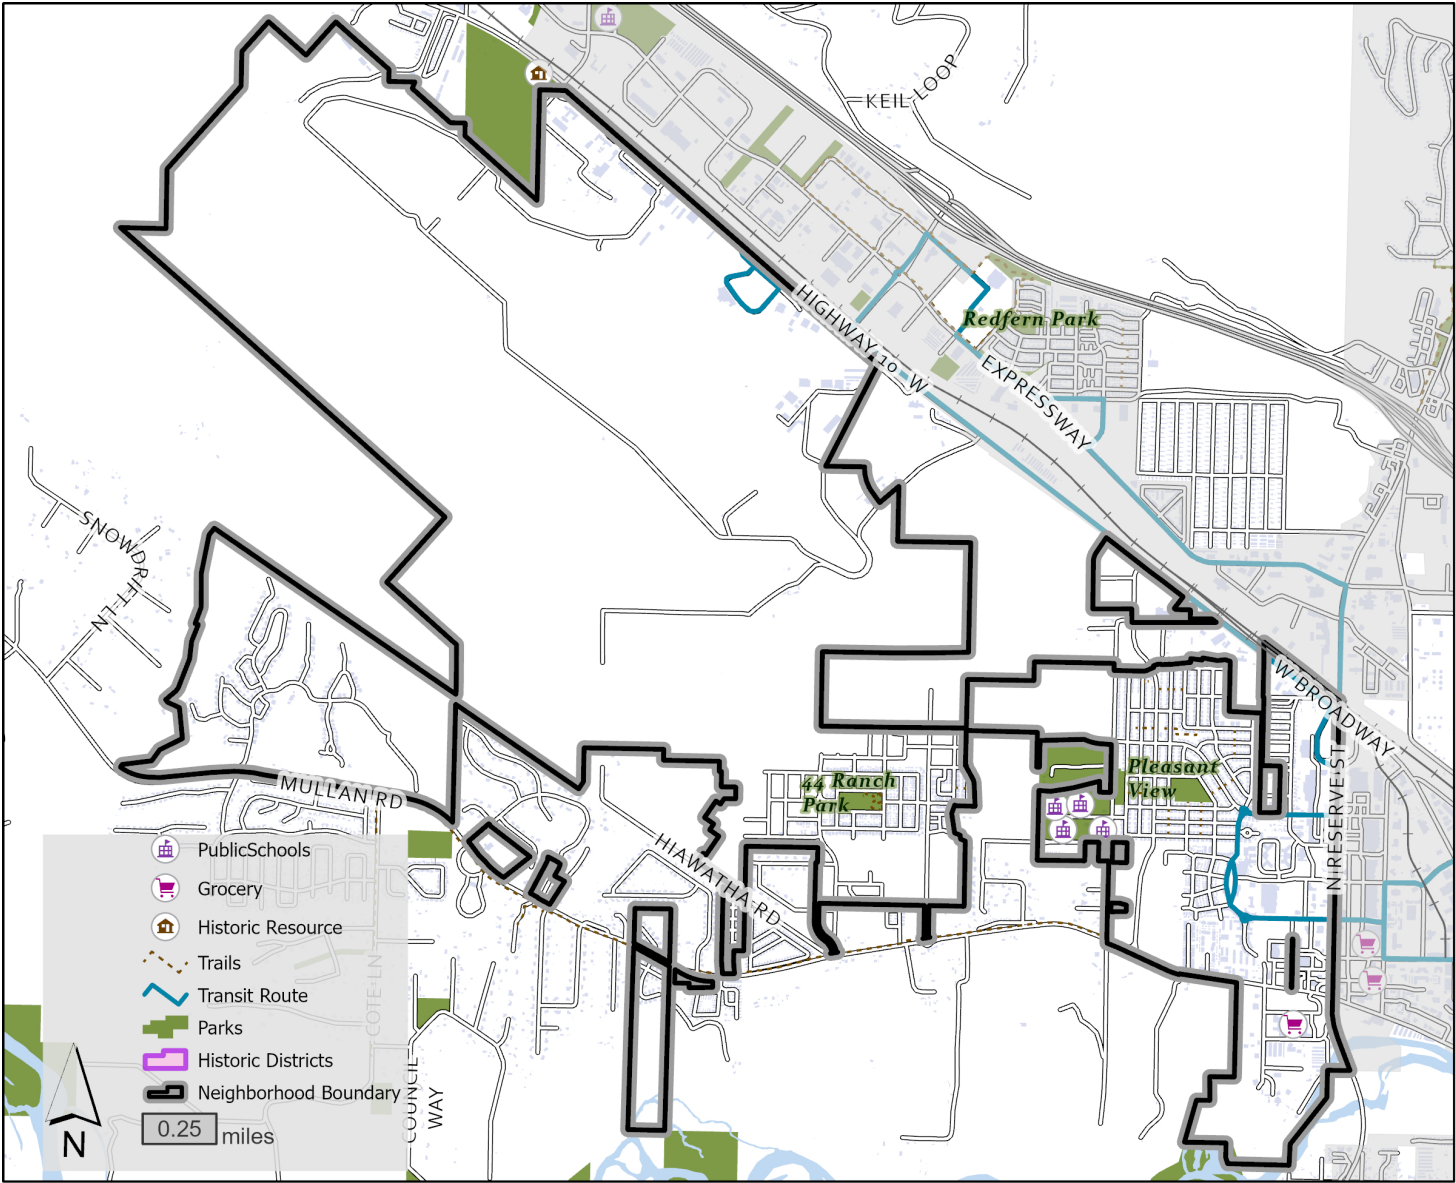 KEIL LOOP
HIGHWAY 10 W
Redfern Park
EXPRESSWAY
SNOWDRIFT LN
W BROADWAY
MULLAN RD
44 Ranch
Park
Pleasant
View
HIAWATHA RD
N RESERVE ST
PublicSchools
Grocery
Historic Resource
Trails
Transit Route
Parks
Historic Districts
Neighborhood Boundary
0.25 miles
N
COTE LN
COUNCIL
WAY